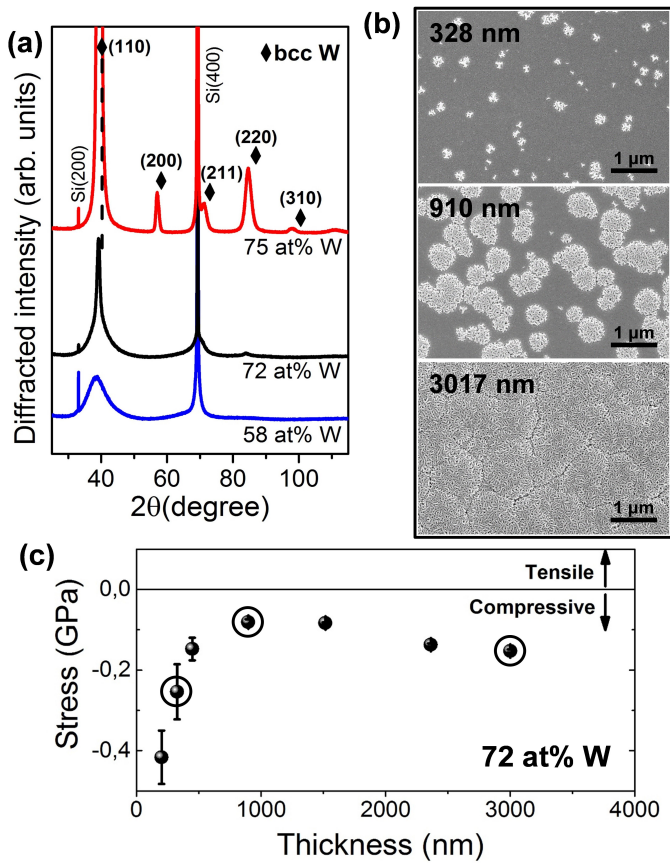 (a)
(110)
♦bcc W
Si(400)
Si(200)
(200)
(211)
(220)
(310)
75 at% W
72 at% W
58 at% W
Diffracted intensity (arb. units)
40 60 80 100
2θ(degree)
(b)
328 nm
1 µm
910 nm
1 µm
3017 nm
1 µm
(c)
Tensile
Compressive
0,0
-0,2
-0,4
Stress (GPa)
72 at% W
0 1000 2000 3000 4000
Thickness (nm)